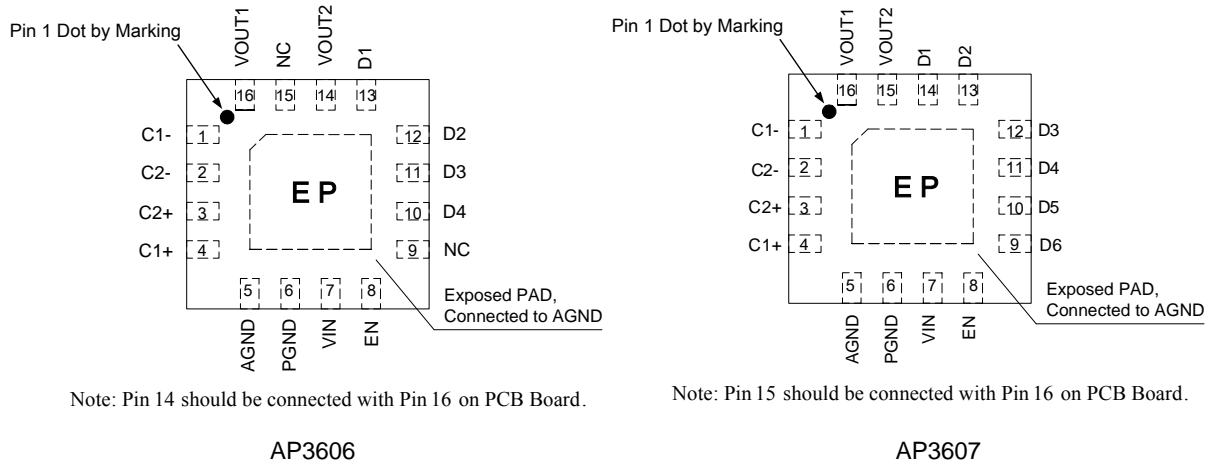 Pin 1 Dot by Marking
VOUT1
NC
VOUT2
D1
16
15
14
13
C1- 1
C2- 2
C2+ 3
C1+ 4
12 D2
11 D3
10 D4
9 NC
EP
5
6
7
8
AGND
PGND
VIN
EN
Exposed PAD,
Connected to AGND
Note: Pin 14 should be connected with Pin 16 on PCB Board.
AP3606
Pin 1 Dot by Marking
VOUT1
VOUT2
D1
D2
16
15
14
13
C1- 1
C2- 2
C2+ 3
C1+ 4
12 D3
11 D4
10 D5
9 D6
EP
5
6
7
8
AGND
PGND
VIN
EN
Exposed PAD,
Connected to AGND
Note: Pin 15 should be connected with Pin 16 on PCB Board.
AP3607